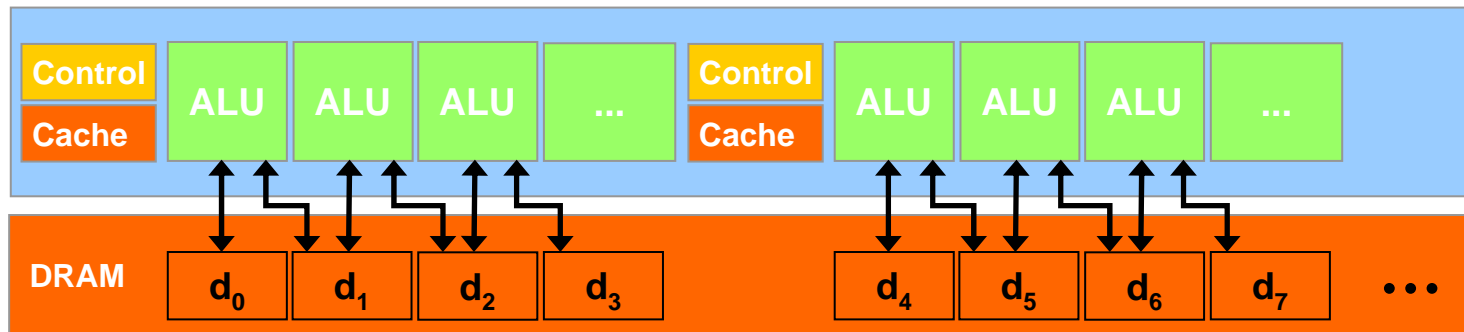 Control
Cache
ALU ALU ALU ...
Control
Cache
ALU ALU ALU ...
DRAM
d0 d1 d2 d3 d4 d5 d6 d7 •••